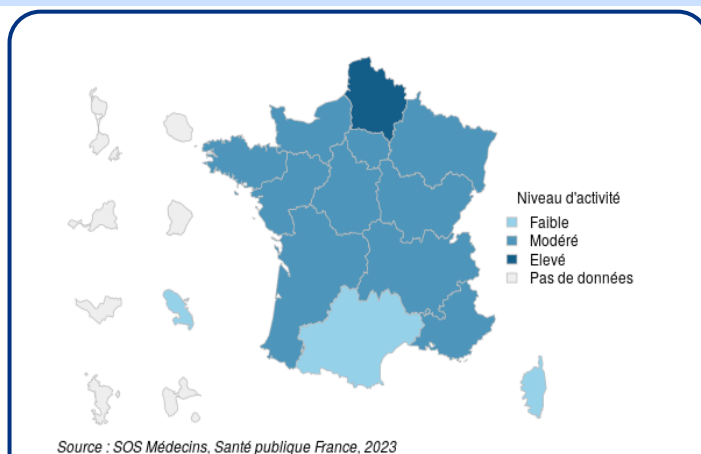 Niveau d'activité
Faible
Modéré
Elevé
Pas de données
Source : SOS Médecins, Santé publique France, 2023